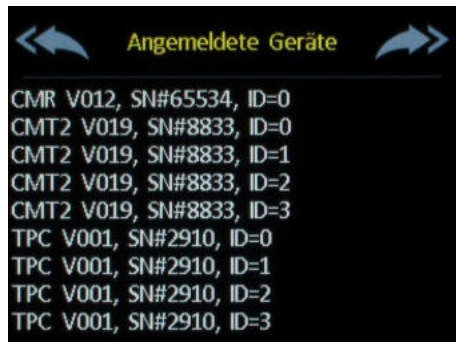 Angemeldete Geräte
CMR V012, SN#65534, ID=0
CMT2 V019, SN#8833, ID=0
CMT2 V019, SN#8833, ID=1
CMT2 V019, SN#8833, ID=2
CMT2 V019, SN#8833, ID=3
TPC V001, SN#2910, ID=0
TPC V001, SN#2910, ID=1
TPC V001, SN#2910, ID=2
TPC V001, SN#2910, ID=3